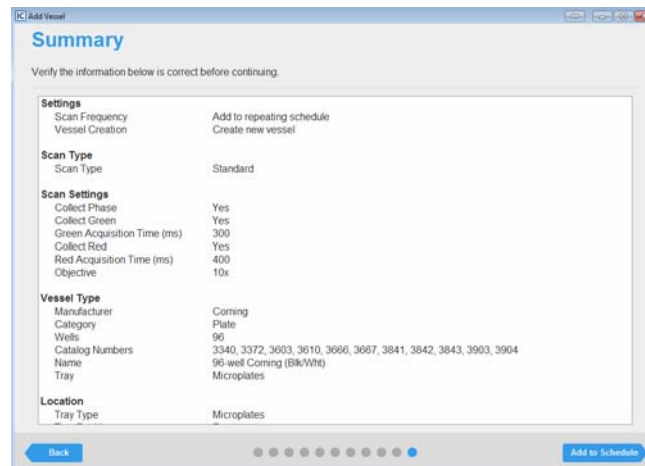 Add Vessel
Summary
Verify the information below is correct before continuing.
Settings
Scan Frequency Add to repeating schedule
Vessel Creation Create new vessel
Scan Type
Scan Type Standard
Scan Settings
Collect Phase Yes
Collect Green Yes
Green Acquisition Time (ms) 300
Collect Red Yes
Red Acquisition Time (ms) 400
Objective 10x
Vessel Type
Manufacturer Corning
Category Plate
Wells 96
Catalog Numbers 3340, 3372, 3603, 3610, 3666, 3667, 3841, 3842, 3843, 3903, 3904
Name 96-well Corning (Blk/Wht)
Tray Microplates
Location
Tray Type Microplates
Back Add to Schedule